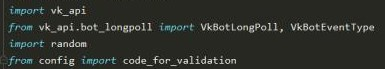 import vk_api
from vk_api.bot_longpoll import VkBotLongPoll, VkBotEventType
import random
from config import code_for_validation